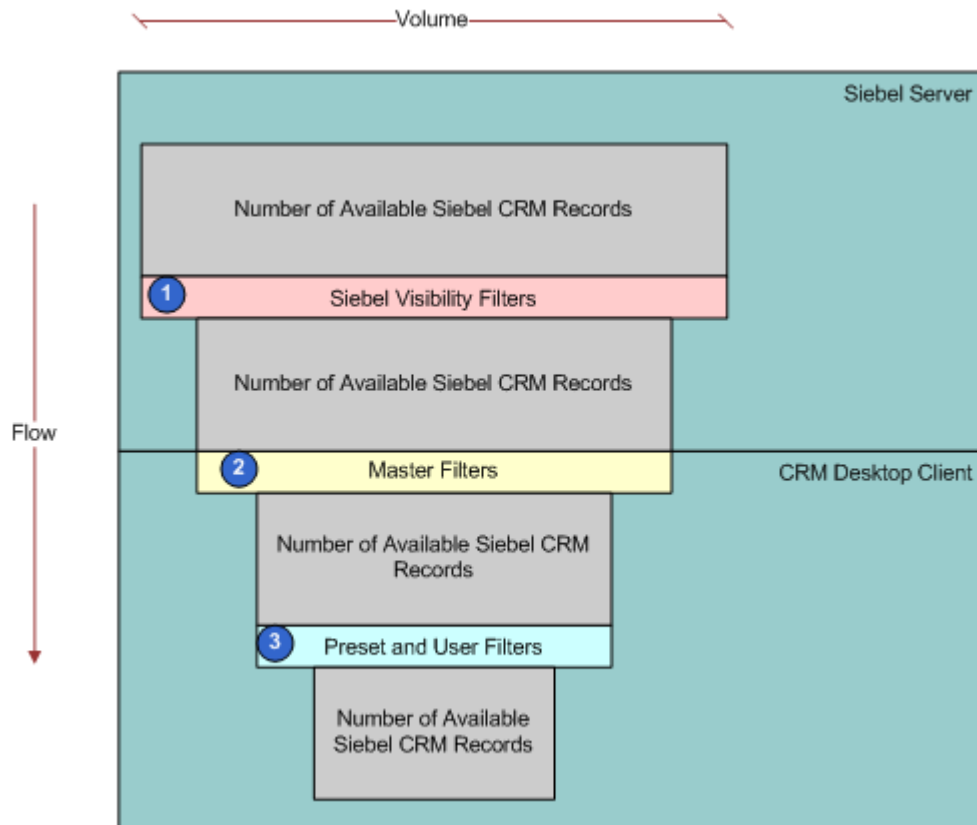 Volume
Siebel Server
Number of Available Siebel CRM Records
1
Siebel Visibility Filters
Number of Available Siebel CRM Records
Flow
2
Master Filters
CRM Desktop Client
Number of Available Siebel CRM
Records
3
Preset and User Filters
Number of Available
Siebel CRM Records